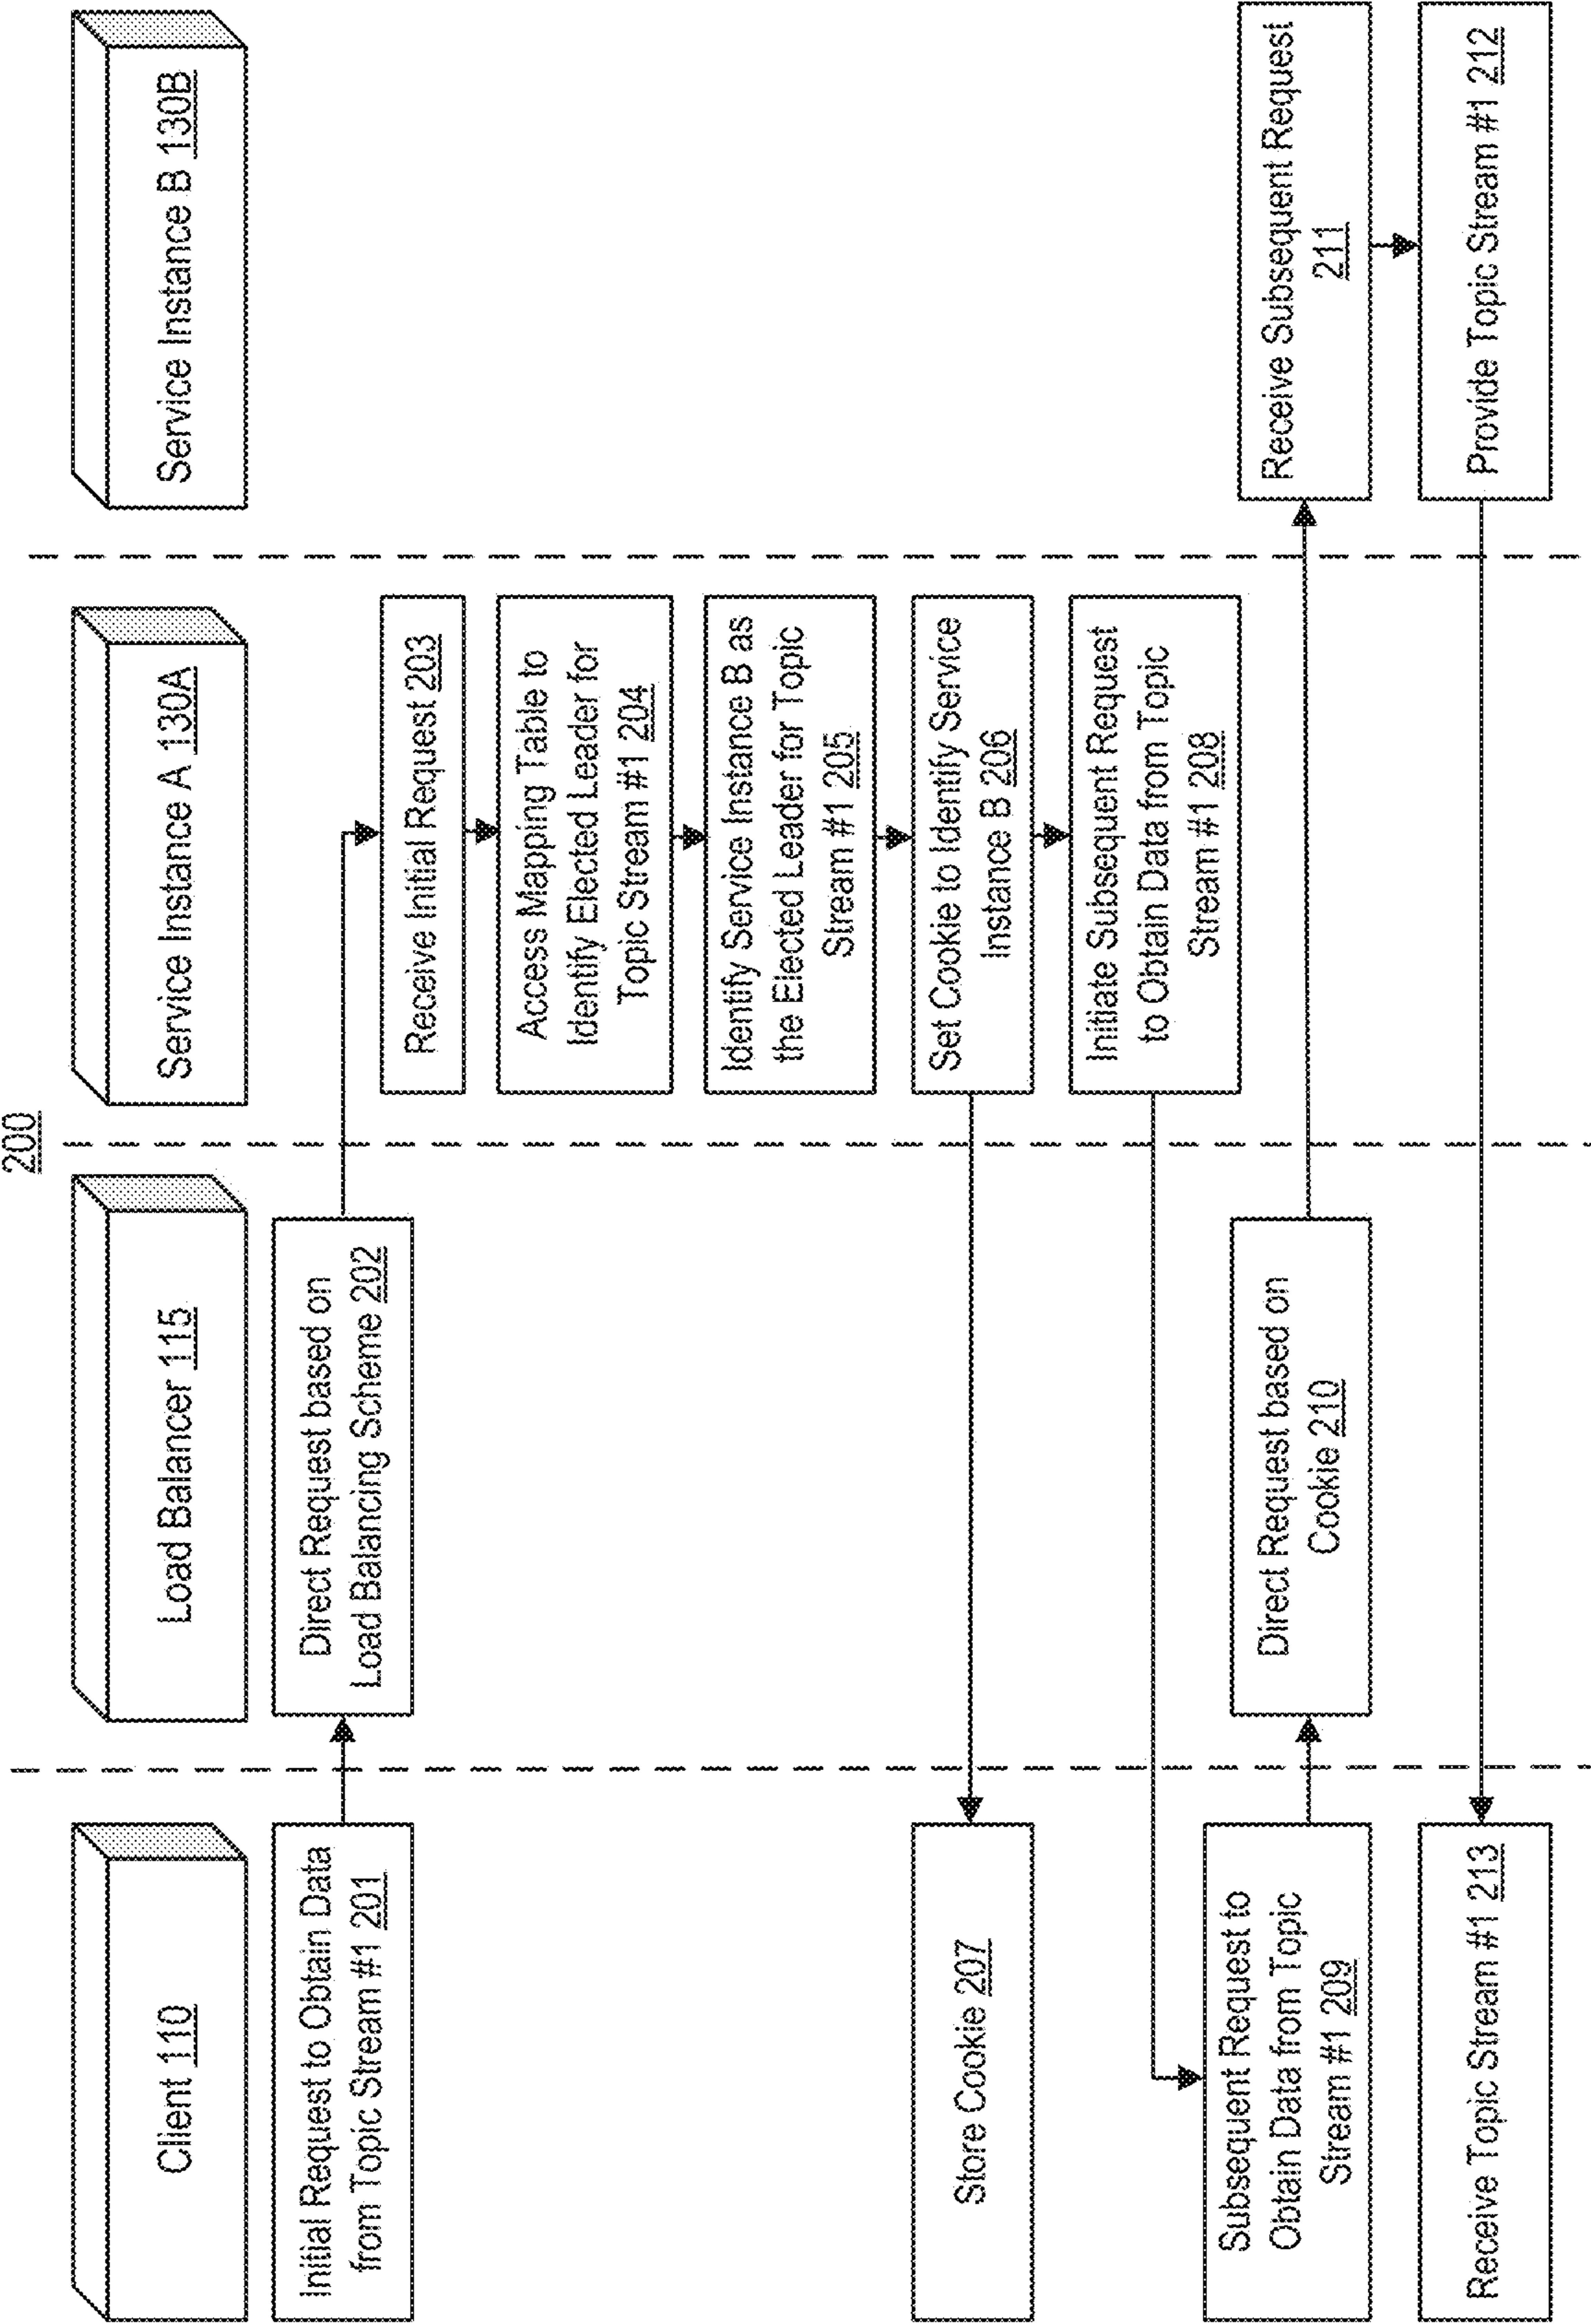 200
Client 110
Load Balancer 115
Service Instance A 130A
Service Instance B 130B
Initial Request to Obtain Data
from Topic Stream #1 201
Direct Request based on
Load Balancing Scheme 202
Receive Initial Request 203
Access Mapping Table to
Identify Elected Leader for
Topic Stream #1 204
Identify Service Instance B as
the Elected Leader for Topic
Stream #1 205
Set Cookie to Identify Service
Instance B 206
Store Cookie 207
Initiate Subsequent Request
to Obtain Data from Topic
Stream #1 208
Subsequent Request to
Obtain Data from Topic
Stream #1 209
Direct Request based on
Cookie 210
Receive Subsequent Request
211
Provide Topic Stream #1 212
Receive Topic Stream #1 213